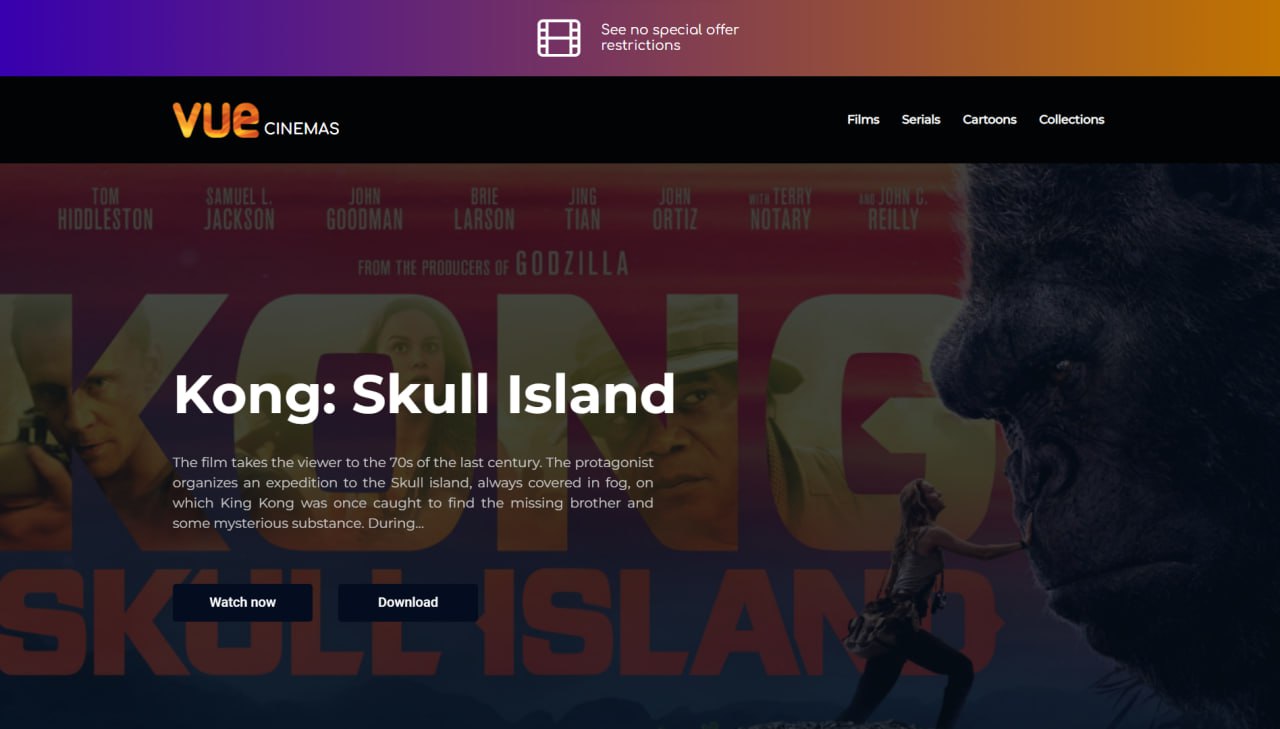 See no special offer
restrictions
VUE CINEMAS
Films Serials Cartoons Collections
TOM HIDDLESTON SAMUEL L. JACKSON JOHN GOODMAN BRIE LARSON JING TIAN JOHN ORTIZ WITH TERRY NOTARY AND JOHN C. REILLY
FROM THE PRODUCERS OF GODZILLA
KONG
Kong: Skull Island
The film takes the viewer to the 70s of the last century. The protagonist
organizes an expedition to the Skull island, always covered in fog, on
which King Kong was once caught to find the missing brother and
some mysterious substance. During...
Watch now Download
SKULL ISLAND